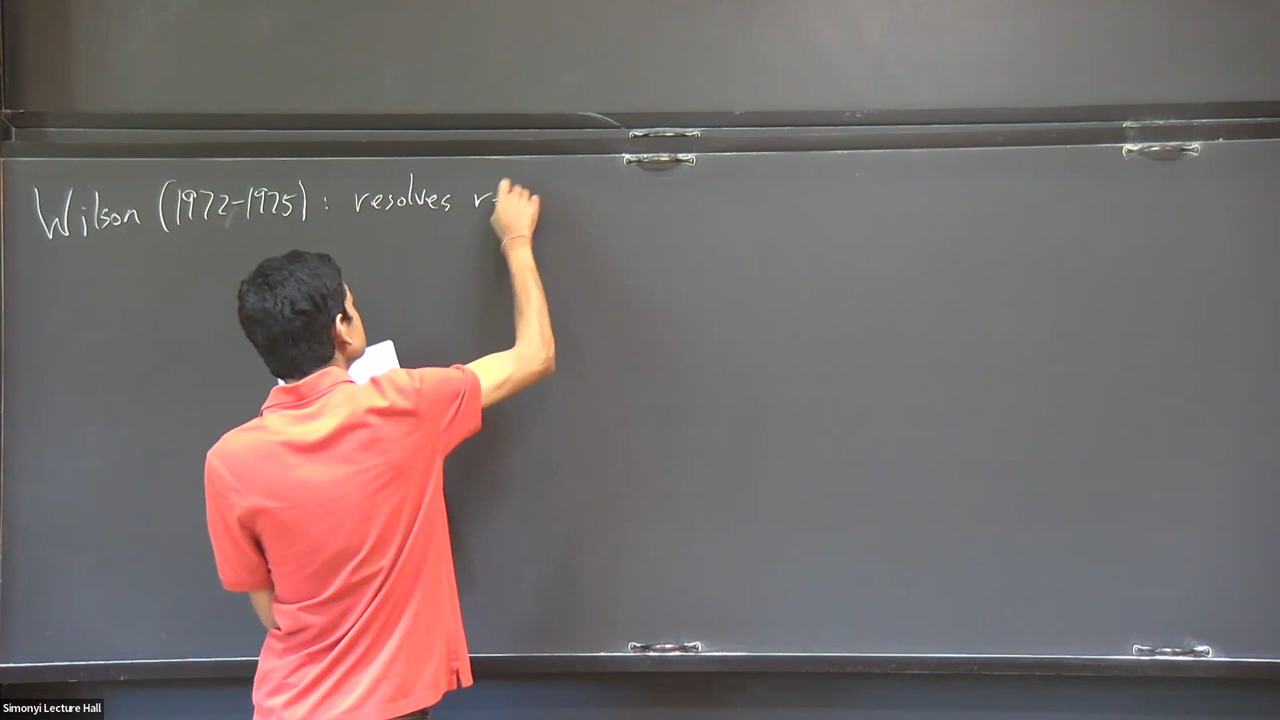 Wilson (1972-1975) : resolves
Simonyi Lecture Hall